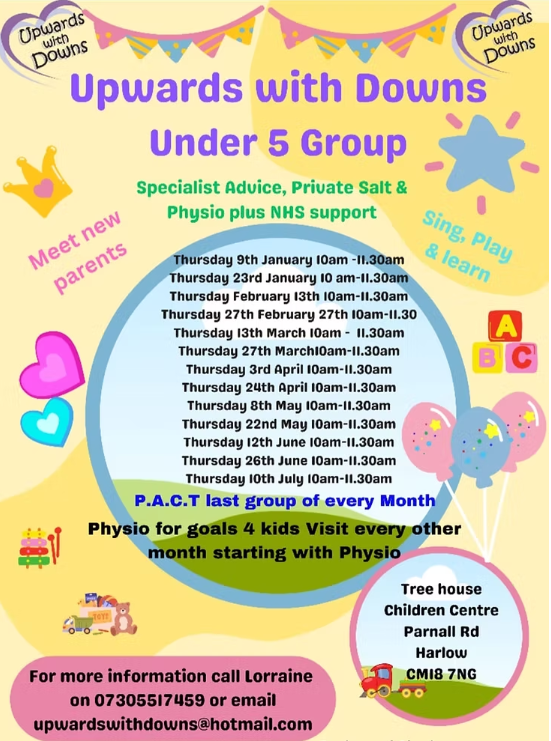 Upwards
with
Downs
Upwards
with
Downs
Upwards with Downs
Under 5 Group
Specialist Advice, Private Salt &
Physio plus NHS support
Meet new
parents
Sing, Play
& learn
Thursday 9th January 10am -11.30am
Thursday 23rd January 10 am-11.30am
Thursday February 13th 10am-11.30am
Thursday 27th February 27th 10am-11.30
Thursday 13th March 10am - 11.30am
Thursday 27th March10am-11.30am
Thursday 3rd April 10am-11.30am
Thursday 24th April 10am-11.30am
Thursday 8th May 10am-11.30am
Thursday 22nd May 10am-11.30am
Thursday 12th June 10am-11.30am
Thursday 26th June 10am-11.30am
Thursday 10th July 10am-11.30am
A
B C
P.A.C.T last group of every Month
Physio for goals 4 kids Visit every other
month starting with Physio
Tree house
Children Centre
Parnall Rd
Harlow
CM18 7NG
For more information call Lorraine
on 07305517459 or email
upwardswithdowns@hotmail.com